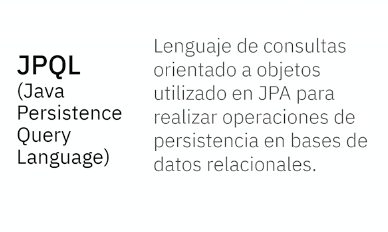 JPQL
(Java
Persistence
Query
Language)
Lenguaje de consultas
orientado a objetos
utilizado en JPA para
realizar operaciones de
persistencia en bases de
datos relacionales.